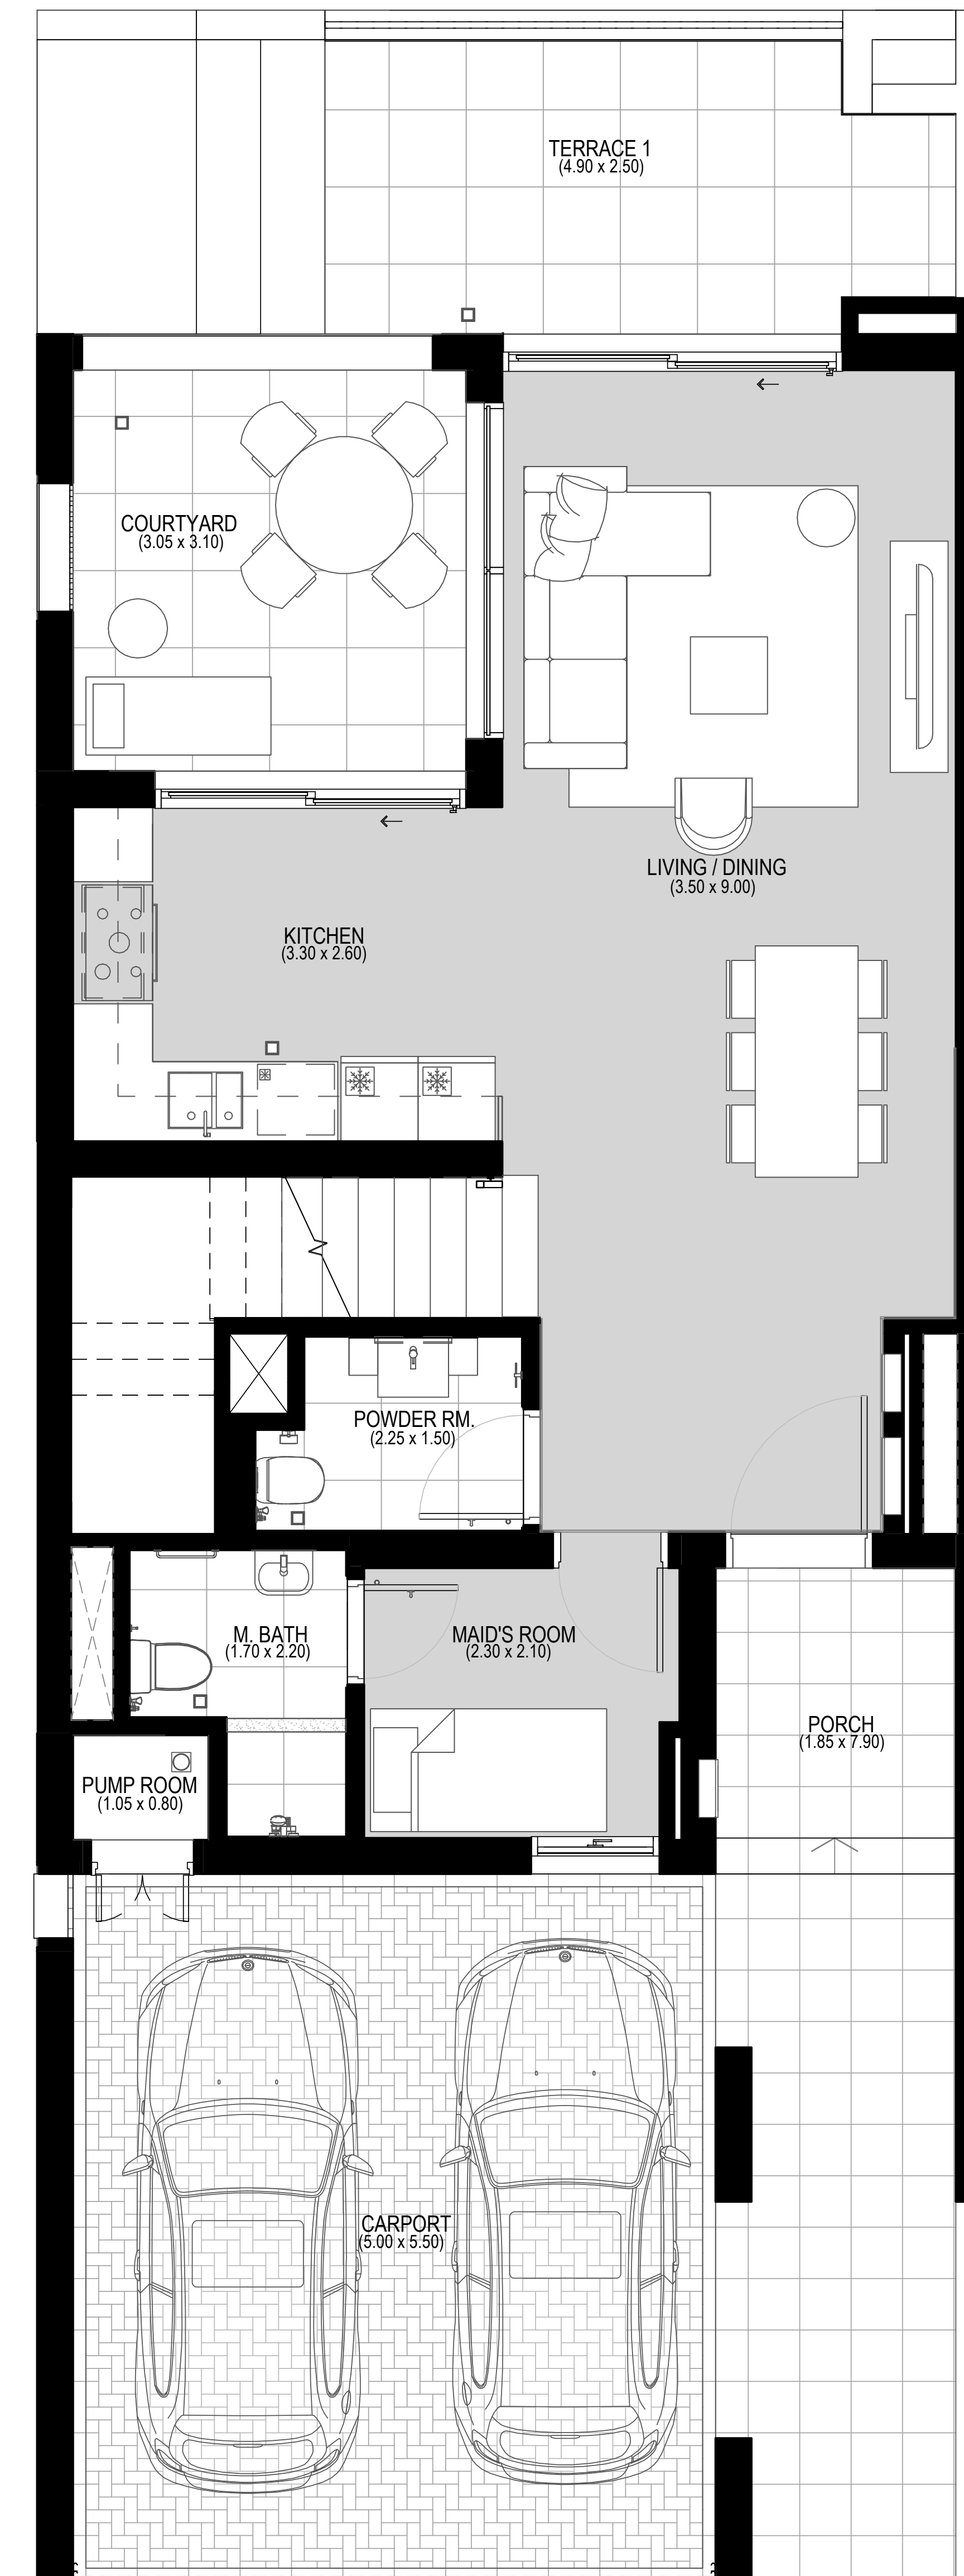 TERRACE 1
(4.90 x 2.50)
COURTYARD
(3.05 x 3.10)
LIVING / DINING
(3.50 x 9.00)
KITCHEN
(3.30 x 2.60)
POWDER RM.
(2.25 x 1.50)
M. BATH
(1.70 x 2.20)
MAID'S ROOM
(2.30 x 2.10)
PORCH
(1.85 x 7.90)
PUMP ROOM
(1.05 x 0.80)
CARPORT
(5.00 x 5.50)